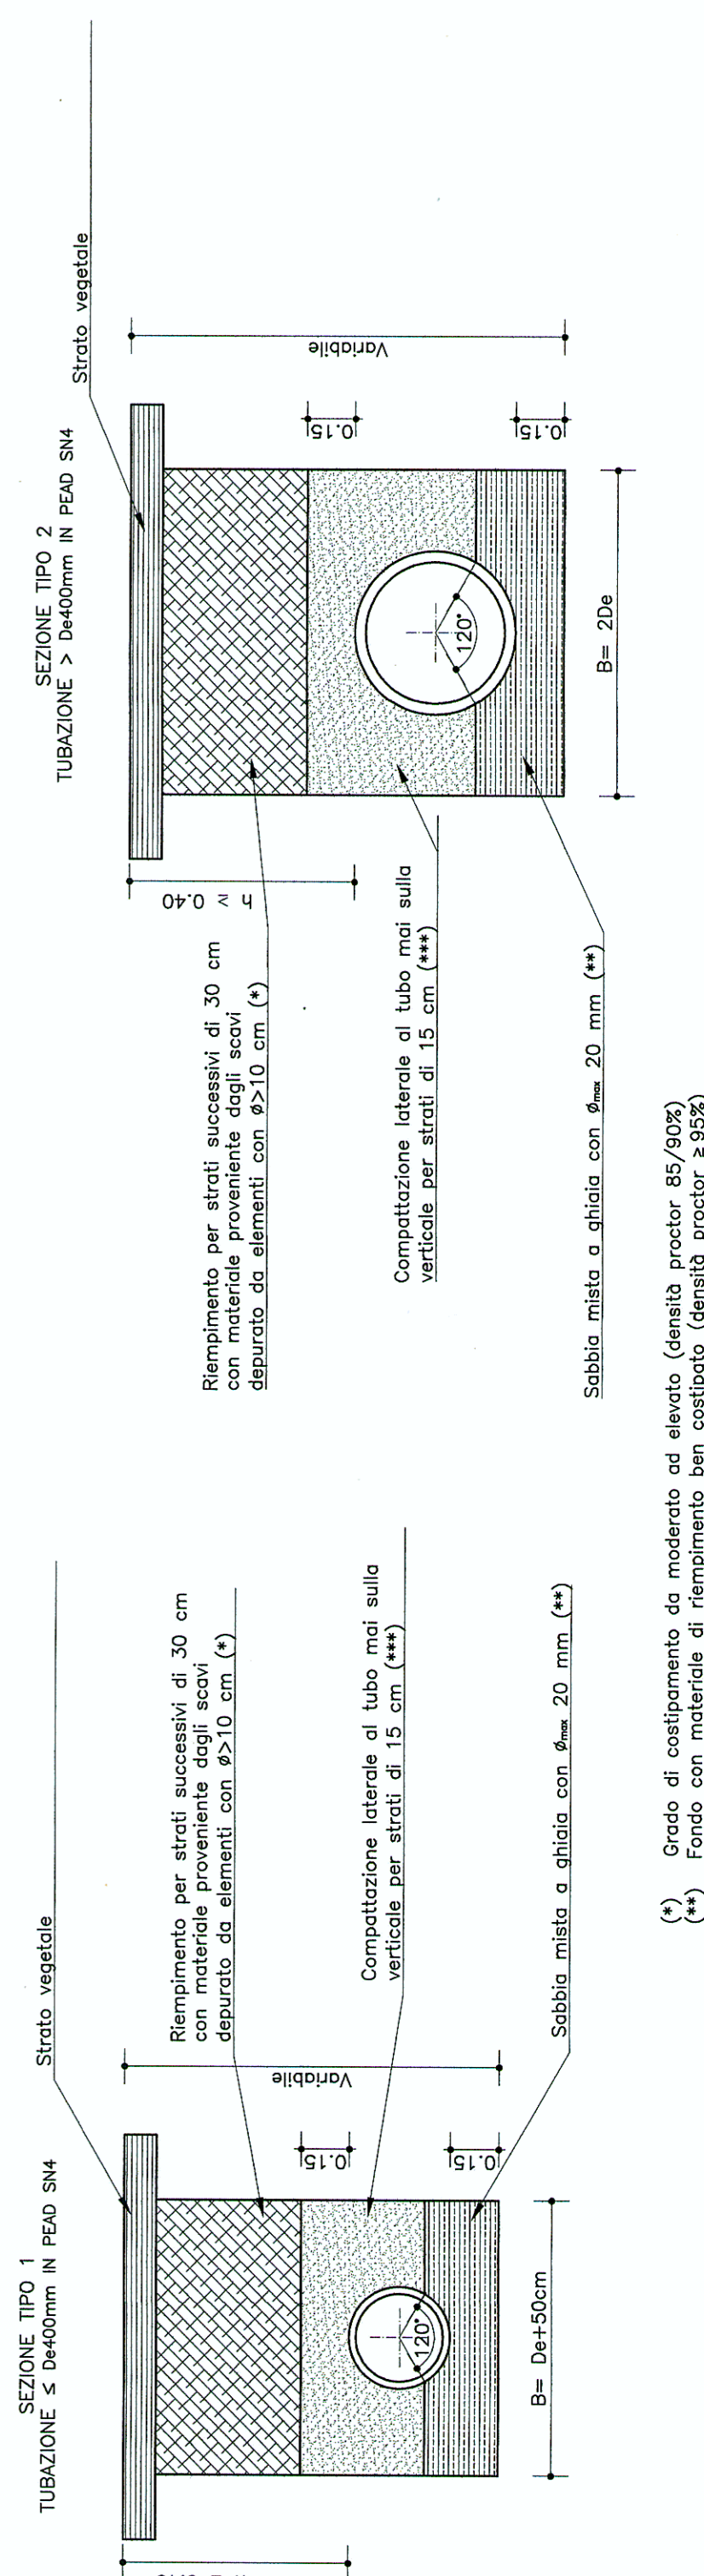 SEZIONE TIPO 1
TUBAZIONE ≤ De400mm IN PEAD SN4
Strato vegetale
Riempimento per strati successivi di 30 cm
con materiale proveniente dagli scavi
depurato da elementi con ø>10 cm (*)
Compattazione laterale al tubo mai sulla
verticale per strati di 15 cm (***)
Sabbia mista a ghiaia con ømax 20 mm (**)
Variabile
0.15
0.15
120°
B= De+50cm
SEZIONE TIPO 2
TUBAZIONE > De400mm IN PEAD SN4
Strato vegetale
Variabile
0.15
0.15
120°
B= 2De
h ≥ 0.40
Riempimento per strati successivi di 30 cm
con materiale proveniente dagli scavi
depurato da elementi con ø>10 cm (*)
Compattazione laterale al tubo mai sulla
verticale per strati di 15 cm (***)
Sabbia mista a ghiaia con ømax 20 mm (**)
(*) Grado di costipamento da moderato ad elevato (densità proctor 85/90%)
(**) Fondo con materiale di riempimento ben costipato (densità proctor ≥95%)